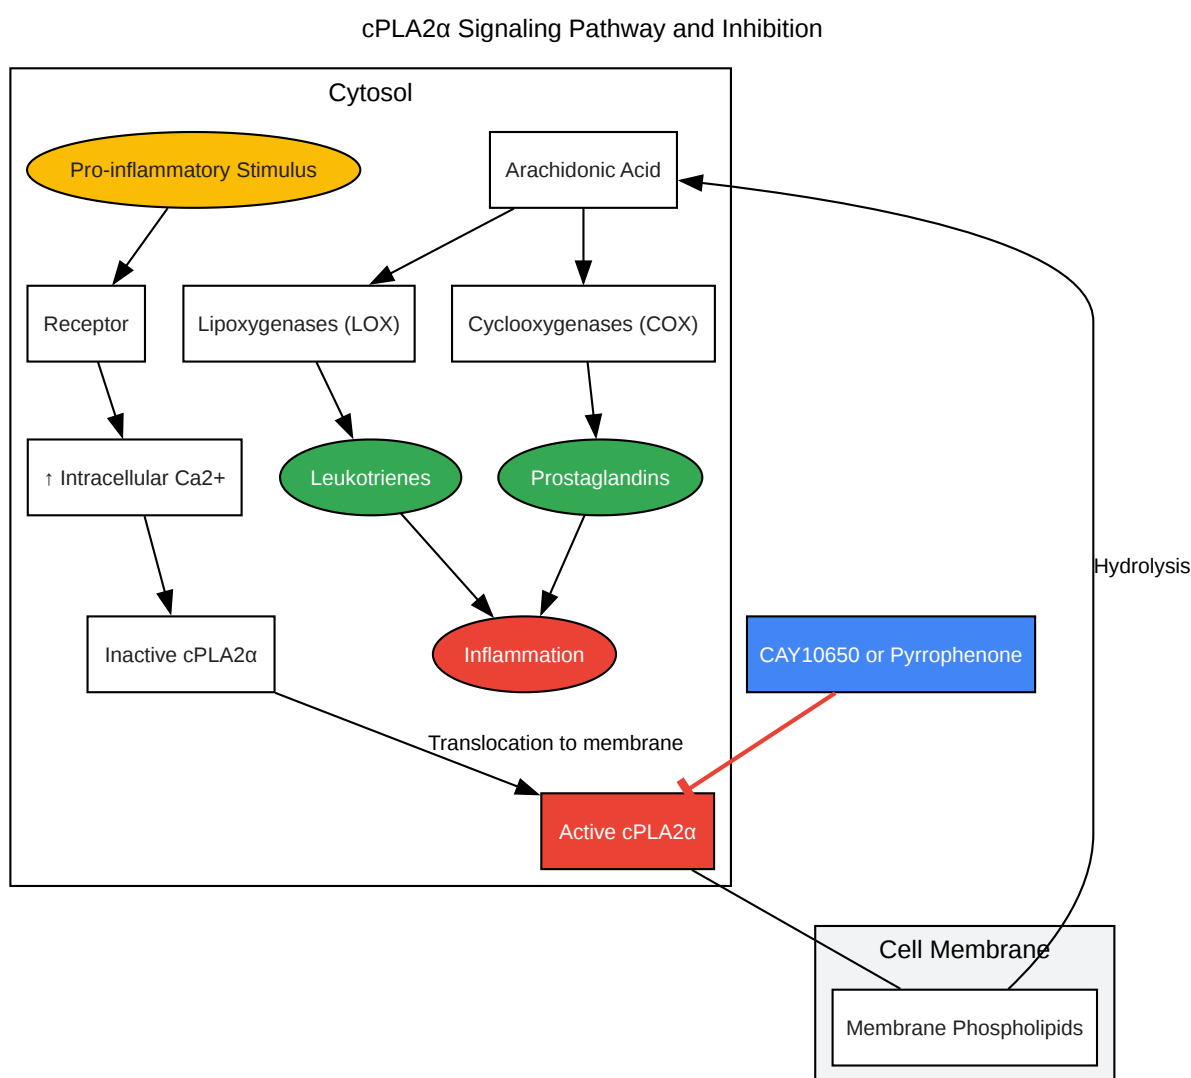 cPLA2α Signaling Pathway and Inhibition
Cytosol
Pro-inflammatory Stimulus
Arachidonic Acid
Receptor
Lipoxygenases (LOX)
Cyclooxygenases (COX)
↑ Intracellular Ca2+
Leukotrienes
Prostaglandins
Hydrolysis
Inactive cPLA2α
Inflammation
CAY10650 or Pyrrophenone
Translocation to membrane
Active cPLA2α
Cell Membrane
Membrane Phospholipids